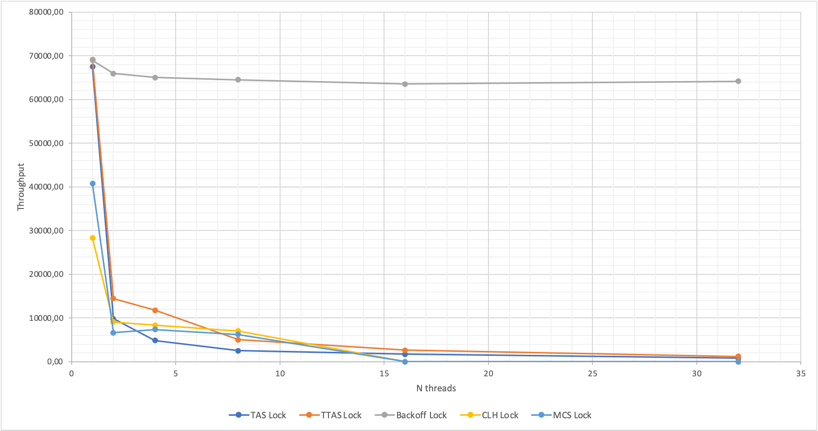 80000,00
70000,00
60000,00
50000,00
40000,00
30000,00
20000,00
10000,00
0,00
Throughput
0 5 10 15 20 25 30 35
N threads
TAS Lock TTAS Lock Backoff Lock CLH Lock MCS Lock